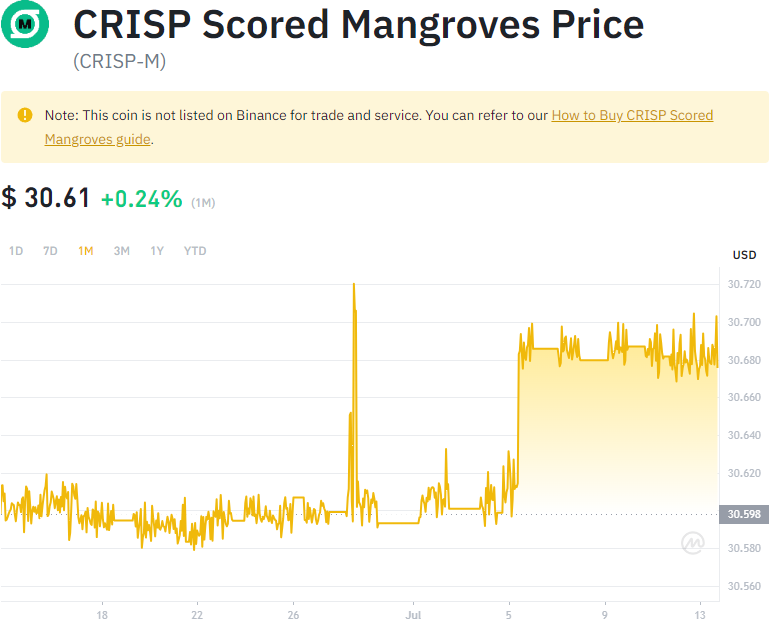 M
CRISP Scored Mangroves Price
(CRISP-M)
Note: This coin is not listed on Binance for trade and service. You can refer to our How to Buy CRISP Scored
Mangroves guide.
$ 30.61 +0.24% (1M)
1D 7D 1M 3M 1Y YTD
USD
30.720
30.700
30.680
30.660
30.640
30.620
30.598
30.580
30.560
18 22 26 Jul 5 9 13